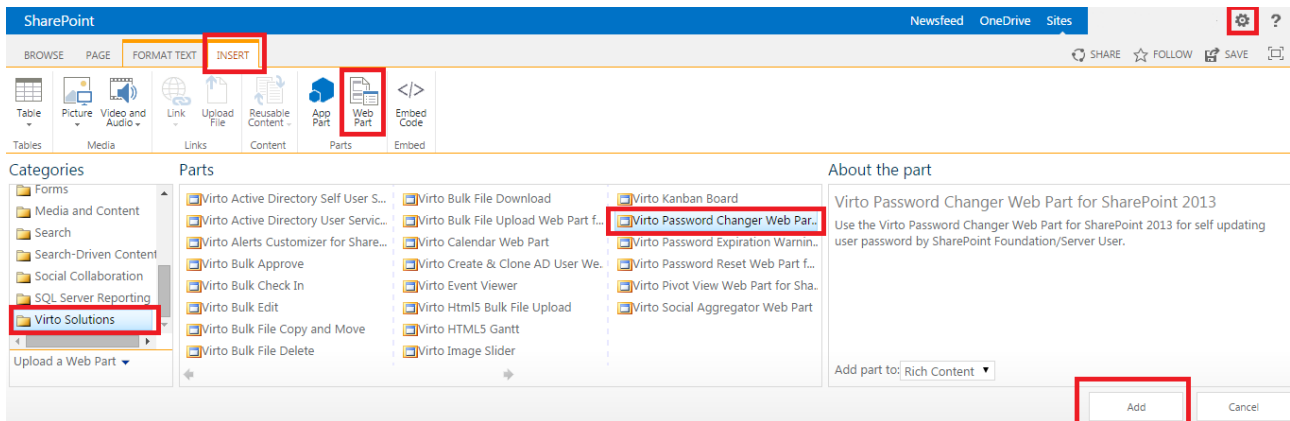 SharePoint
Newsfeed OneDrive Sites ?
BROWSE PAGE FORMAT TEXT INSERT
SHARE FOLLOW SAVE
Table
Picture
Video and Audio
Link
Upload File
Reusable Content
App Part
Web Part
</>
Embed Code
Tables Media Links Content Parts Embed
Categories
Forms
Media and Content
Search
Search-Driven Content
Social Collaboration
SQL Server Reporting
Virto Solutions
Upload a Web Part
Parts
Virto Active Directory Self User S...
Virto Active Directory User Servic...
Virto Alerts Customizer for Share...
Virto Bulk Approve
Virto Bulk Check In
Virto Bulk Edit
Virto Bulk File Copy and Move
Virto Bulk File Delete
Virto Bulk File Download
Virto Bulk File Upload Web Part f...
Virto Calendar Web Part
Virto Create & Clone AD User We.
Virto Event Viewer
Virto Html5 Bulk File Upload
Virto HTML5 Gantt
Virto Image Slider
Virto Kanban Board
Virto Password Changer Web Par..
Virto Password Expiration Warnin..
Virto Password Reset Web Part f...
Virto Pivot View Web Part for Sha.
Virto Social Aggregator Web Part
About the part
Virto Password Changer Web Part for SharePoint 2013
Use the Virto Password Changer Web Part for SharePoint 2013 for self updating
user password by SharePoint Foundation/Server User.
Add part to: Rich Content
Add Cancel